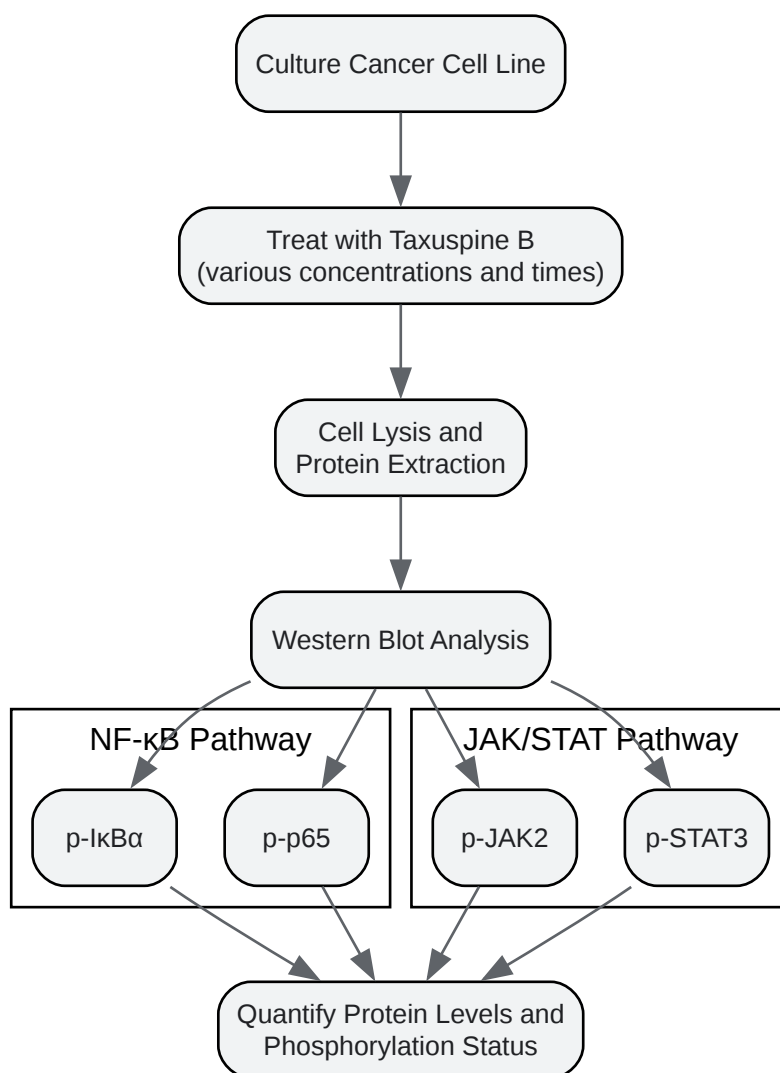 Culture Cancer Cell Line
Treat with Taxuspine B
(various concentrations and times)
Cell Lysis and
Protein Extraction
Western Blot Analysis
NF-κB Pathway
JAK/STAT Pathway
p-IκBα
p-p65
p-JAK2
p-STAT3
Quantify Protein Levels and
Phosphorylation Status